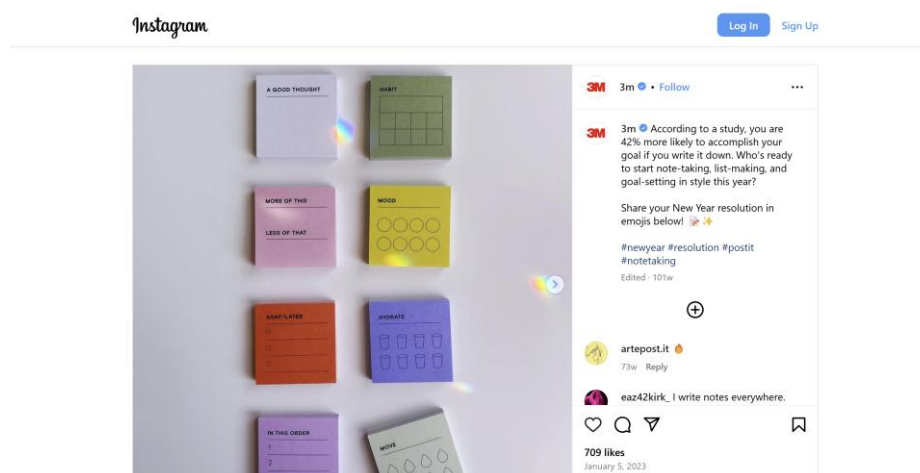 Instagram
Log In
Sign Up
A GOOD THOUGHT
HABIT
MORE OF THIS
LESS OF THAT
MOOD
ASAP/LATER
HYDRATE
IN THIS ORDER
1
2
MOVE
3M
3m • Follow
3M
3m According to a study, you are
42% more likely to accomplish your
goal if you write it down. Who's ready
to start note-taking, list-making, and
goal-setting in style this year?
Share your New Year resolution in
emojis below! 📝✨
#newyear #resolution #postit
#notetaking
Edited · 101w
artepost.it 🔥
73w Reply
eaz42kirk_ I write notes everywhere.
709 likes
January 5, 2023